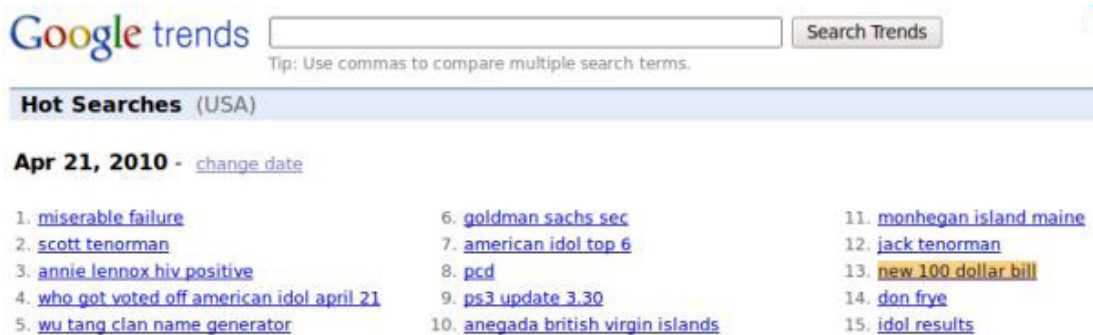 Google trends Search Trends
Tip: Use commas to compare multiple search terms.
Hot Searches (USA)
Apr 21, 2010 - change date
1. miserable failure
2. scott tenorman
3. annie lennox hiv positive
4. who got voted off american idol april 21
5. wu tang clan name generator
6. goldman sachs sec
7. american idol top 6
8. pcd
9. ps3 update 3.30
10. anegada british virgin islands
11. monhegan island maine
12. jack tenorman
13. new 100 dollar bill
14. don frye
15. idol results